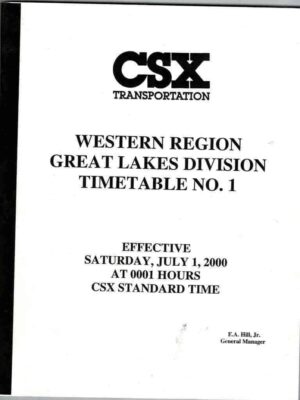 CSX
TRANSPORTATION
WESTERN REGION
GREAT LAKES DIVISION
TIMETABLE NO. 1
EFFECTIVE
SATURDAY, JULY 1, 2000
AT 0001 HOURS
CSX STANDARD TIME
E.A. Hill, Jr.
General Manager